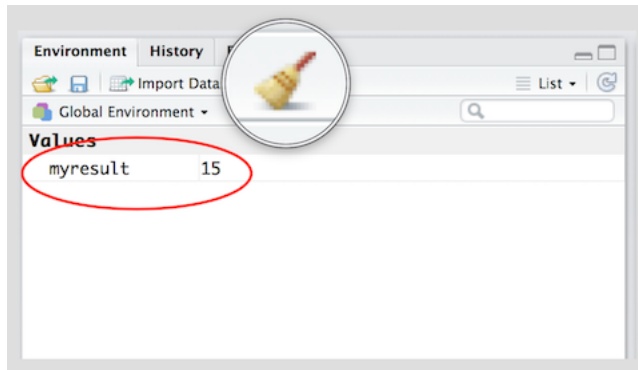 Environment History
Import Data
List
Global Environment
Values
myresult 15